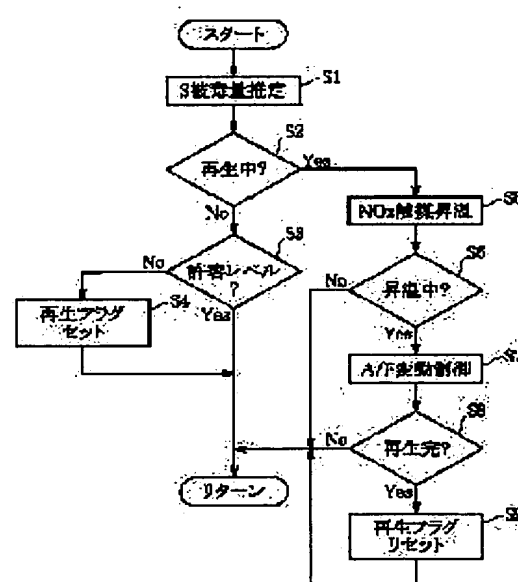 スタート
S1
S被毒量推定
S2
再生中?
Yes
No
NOx触媒昇温
S3
許容レベル
?
No
Yes
S4
再生フラグ
セット
昇温中?
No
Yes
A/F変動制御
S8
再生完?
No
Yes
リターン
再生フラグ
リセット